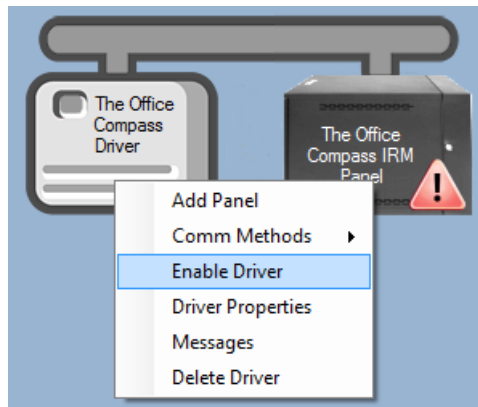 The Office
Compass
Driver
The Office
Compass IRM
Panel
Add Panel
Comm Methods
Enable Driver
Driver Properties
Messages
Delete Driver